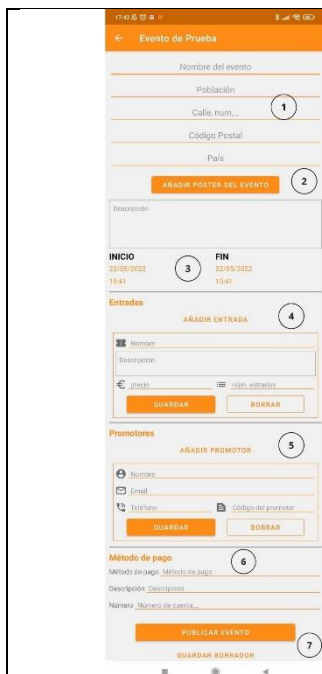 17:42
Evento de Prueba
Nombre del evento
Población
Calle, num,...
1
Código Postal
País
AÑADIR PÓSTER DEL EVENTO
2
Descripción
INICIO FIN
22/05/2022 3 22/05/2022
15:41 15:41
Entradas
AÑADIR ENTRADA 4
Nombre
Descripción
precio núm. entradas
GUARDAR BORRAR
Promotores
AÑADIR PROMOTOR 5
Nombre
Email
Teléfono Código del promotor
GUARDAR BORRAR
Método de pago 6
Método de pago Método de pago
Descripción Descripción
Número Número de cuenta...
PUBLICAR EVENTO
7
GUARDAR BORRADOR